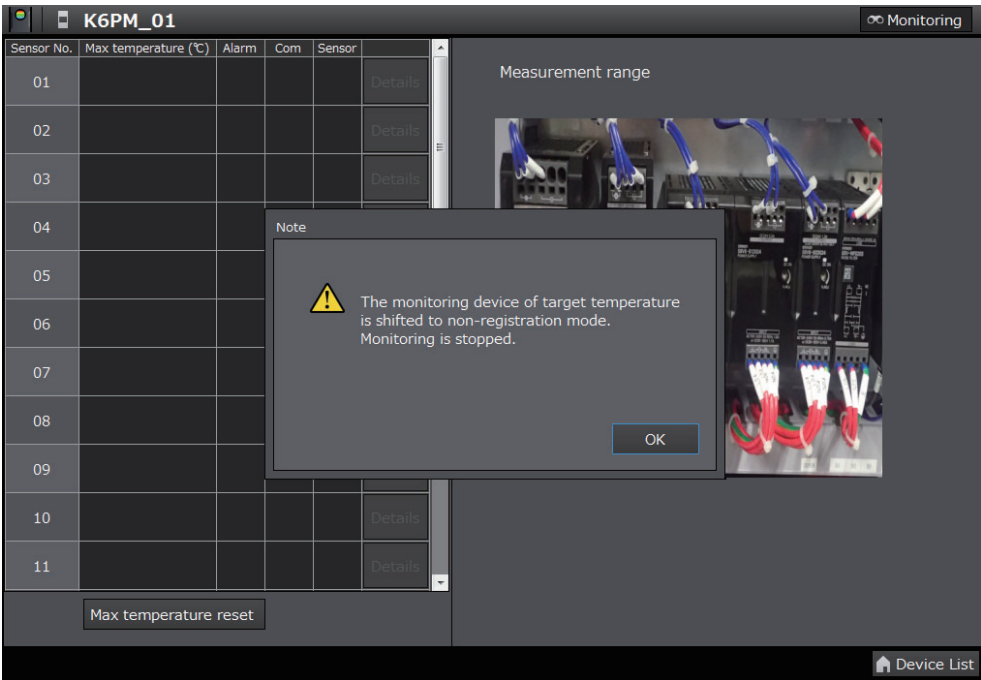 K6PM_01
Monitoring
Sensor No. Max temperature (℃) Alarm Com Sensor
Measurement range
01 Details
02 Details
03 Details
04
Note
05
The monitoring device of target temperature
06
is shifted to non-registration mode.
Monitoring is stopped.
07
08
OK
09
10 Details
11 Details
Max temperature reset
Device List